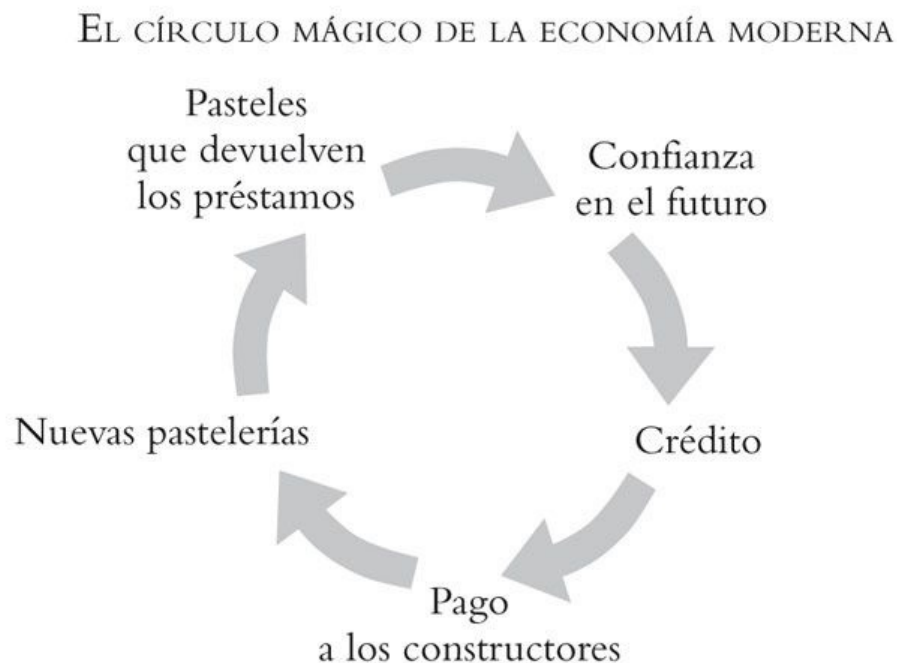 EL CÍRCULO MÁGICO DE LA ECONOMÍA MODERNA
Pasteles
que devuelven
los préstamos
Confianza
en el futuro
Crédito
Pago
a los constructores
Nuevas pastelerías